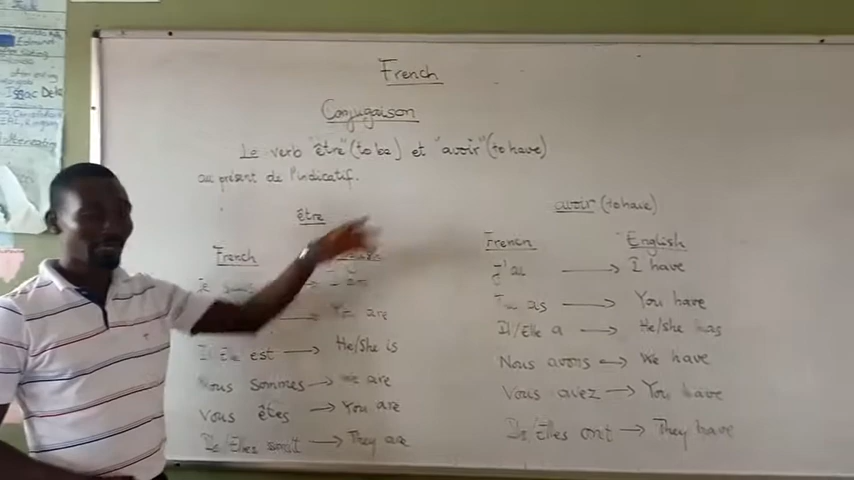 French
Conjugaison
Le verb "être" (to be) et "avoir" (to have)
au présent de l'indicatif.
être
French
Je suis
are
Il/Elle est → He/She is
Nous sommes → we are
Vous êtes → You are
Ils/Elles sont → They are
avoir (to have)
French English
j'ai → I have
Tu as → You have
Il/Elle a → He/She has
Nous avons → We have
Vous avez → You have
Ils/Elles ont → They have